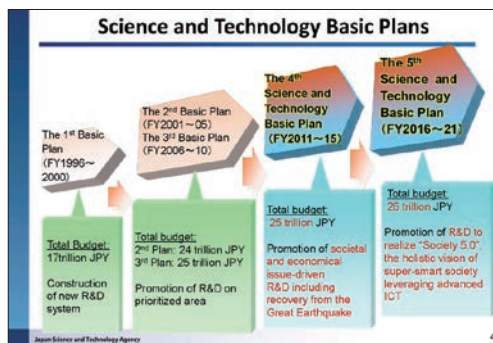 Science and Technology Basic Plans
The 1st Basic
Plan
(FY1996~
2000)
Total Budget:
17trillion JPY
Construction
of new R&D
system
The 2nd Basic Plan
(FY2001~05)
The 3rd Basic Plan
(FY2006~10)
Total budget:
2nd Plan: 24 trillion JPY
3rd Plan: 25 trillion JPY
Promotion of R&D on
prioritized area
The 4th
Science and
Technology
Basic Plan
(FY2011~15)
Total budget:
25 trillion JPY
Promotion of societal
and economical
issue-driven
R&D including
recovery from the
Great Earthquake
The 5th
Science and
Technology
Basic Plan
(FY2016~21)
Total budget:
26 trillion JPY
Promotion of R&D to
realize "Society 5.0",
the holistic vision of
super-smart society
leveraging advanced
ICT
Japan Science and Technology Agency